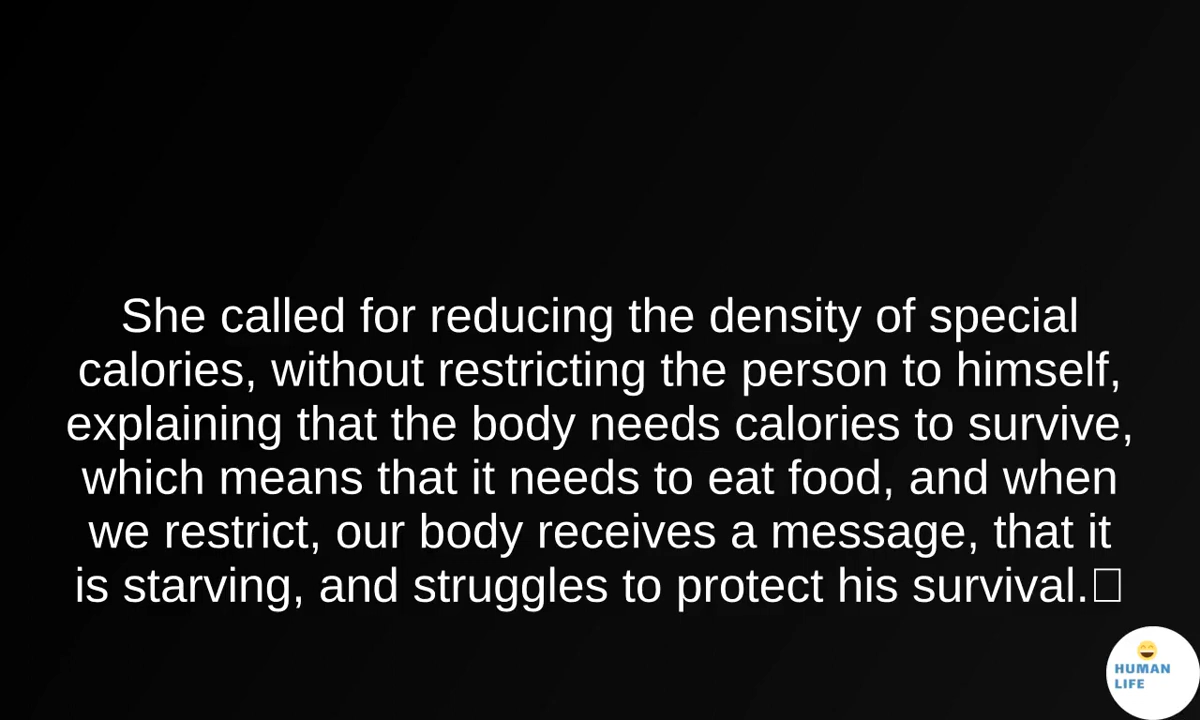 She called for reducing the density of special
calories, without restricting the person to himself,
explaining that the body needs calories to survive,
which means that it needs to eat food, and when
we restrict, our body receives a message, that it
is starving, and struggles to protect his survival.
HUMAN
LIFE